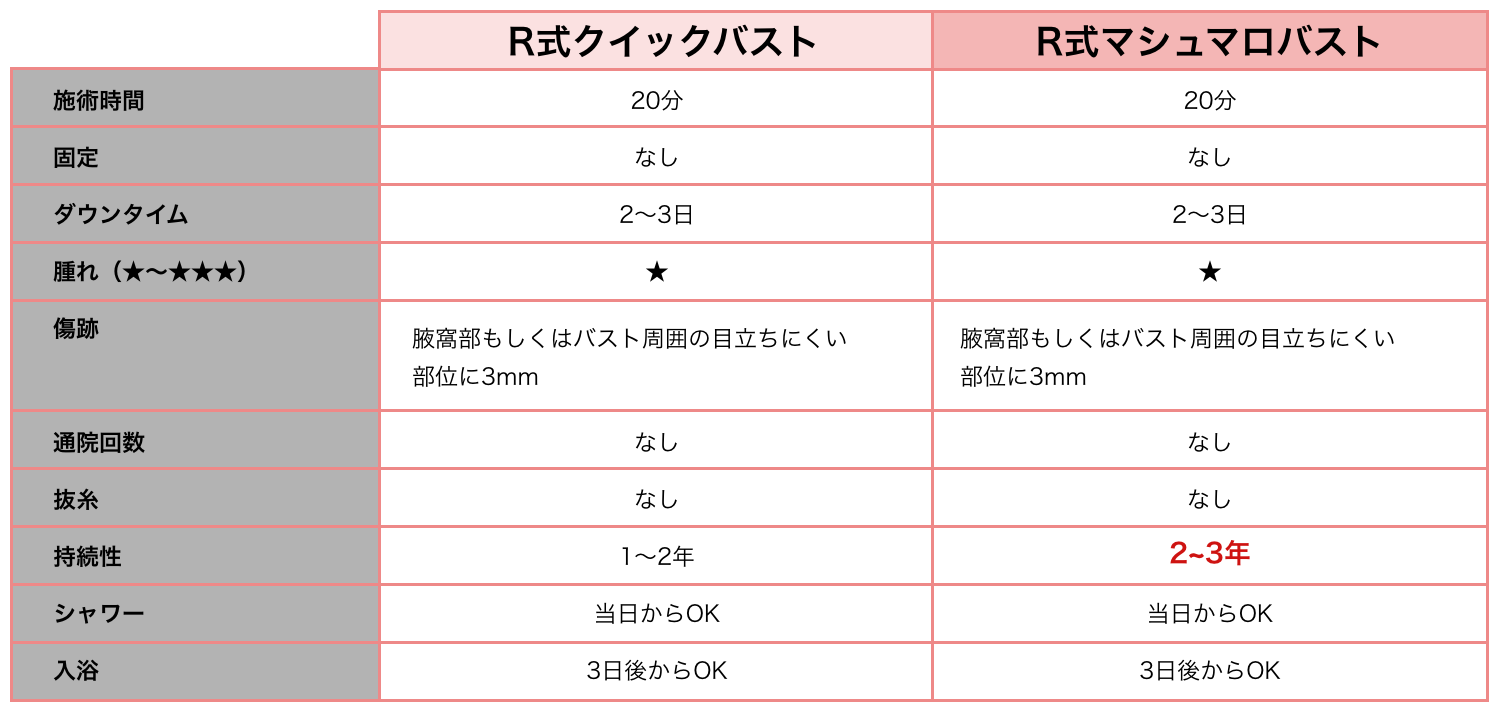 R式クイックバスト R式マシュマロバスト
施術時間 20分 20分
固定 なし なし
ダウンタイム 2〜3日 2〜3日
腫れ（★〜★★★） ★ ★
傷跡 腋窩部もしくはバスト周囲の目立ちにくい 腋窩部もしくはバスト周囲の目立ちにくい
部位に3mm 部位に3mm
通院回数 なし なし
抜糸 なし なし
持続性 1〜2年 2~3年
シャワー 当日からOK 当日からOK
入浴 3日後からOK 3日後からOK